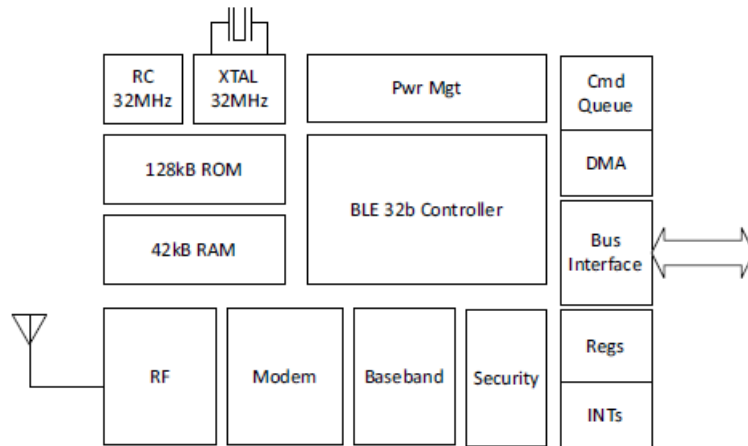 RC
32MHz
XTAL
32MHz
Pwr Mgt
Cmd
Queue
128kB ROM
BLE 32b Controller
DMA
42kB RAM
Bus
Interface
RF
Modem
Baseband
Security
Regs
INTs